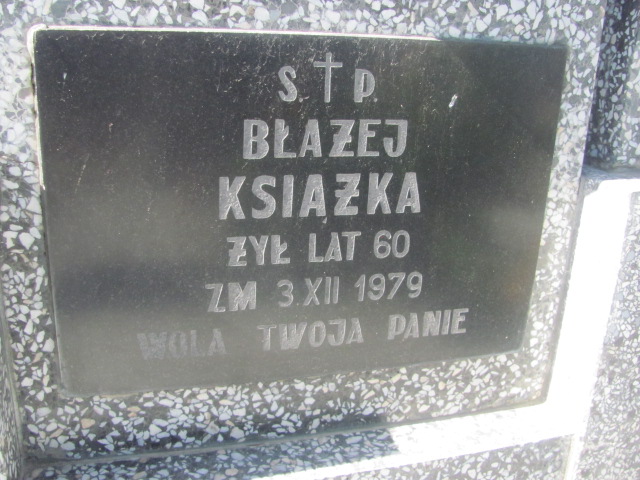 S.†P.
BŁAŻEJ
KSIAŻKA
ŻYŁ LAT 60
ZM 3.XII 1979
WOLA TWOJA PANIE